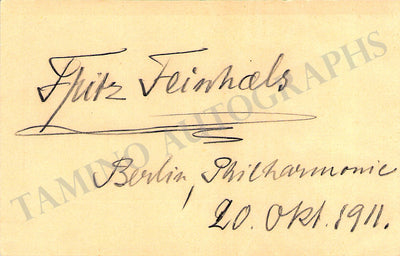 Fritz Feinhals
Berlin, Philharmonie
20. Okt. 1911.
TAMINO AUTOGRAPHS